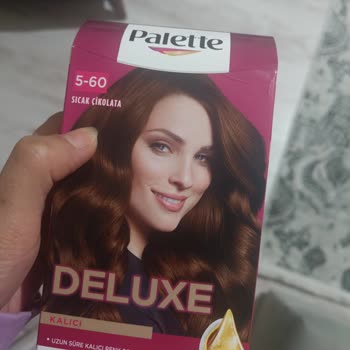 Palette
5-60
SICAK ÇİKOLATA
DELUXE
KALICI
• UZUN SÜRE KALICI